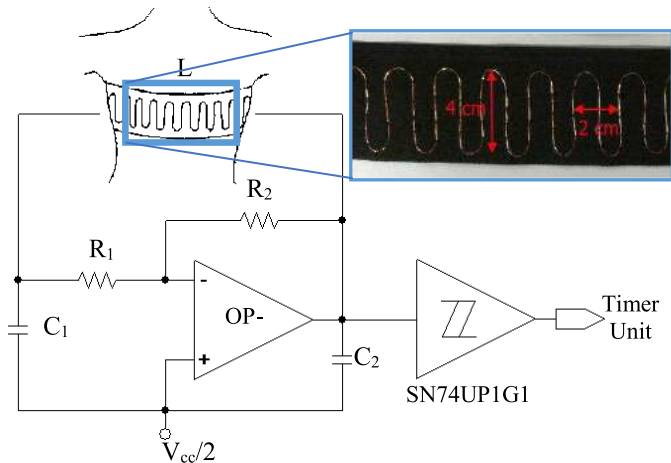 L
4 cm
2 cm
R2
R1
-
OP-
+
C1
C2
Vcc/2
SN74UP1G1
Timer
Unit